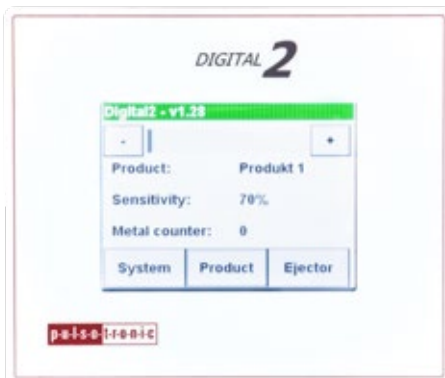 DIGITAL 2
Digital2 - v1.28
- +
Product: Produkt 1
Sensitivity: 70%
Metal counter: 0
System Product Ejector
pulsotronic